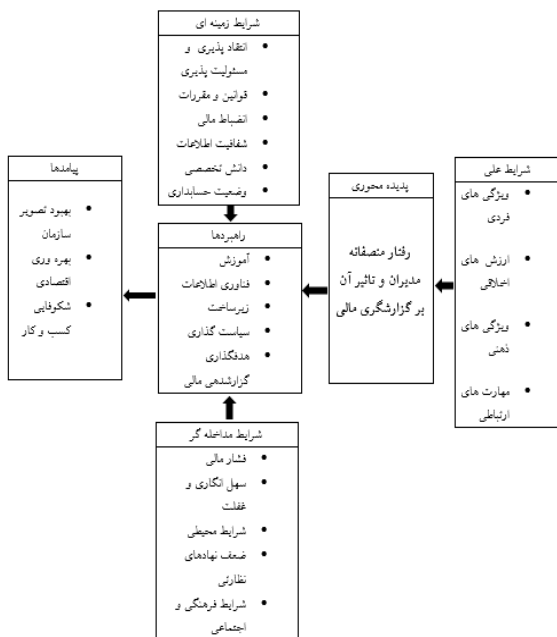 شرایط زمینه ای
انتقاد پذیری و
مسئولیت پذیری
قوانین و مقررات
انضباط مالی
شفافیت اطلاعات
دانش تخصصی
وضعیت حسابداری
شرایط علی
ویژگی های
فردی
ارزش های
اخلاقی
ویژگی های
ذهنی
مهارت های
ارتباطی
پدیده محوری
رفتار منصفانه
مدیران و تاثیر آن
بر گزارشگری مالی
راهبردها
آموزش
فناوری اطلاعات
زیرساخت
سیاست گذاری
هدفگذاری
گزارشدهی مالی
پیامدها
بهبود تصویر
سازمان
بهره وری
اقتصادی
شکوفایی
کسب و کار
شرایط مداخله گر
فشار مالی
سهل انگاری و
غفلت
شرایط محیطی
ضعف نهادهای
نظارتی
شرایط فرهنگی و
اجتماعی